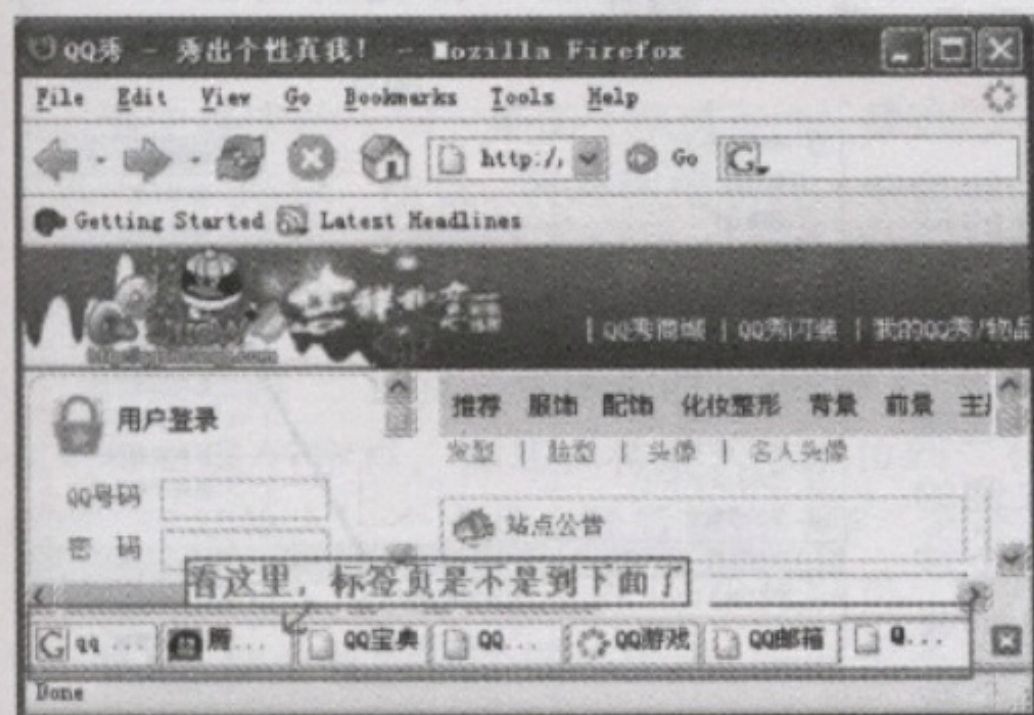 QQ秀 - 秀出个性真我! - Mozilla Firefox
File Edit View Go Bookmarks Tools Help
http:/, Go G
Getting Started Latest Headlines
SHOW
| QQ秀商城 | QQ秀闪装 | 我的QQ秀/物品
用户登录
推荐 服饰 配饰 化妆整形 背景 前景 主
发型 | 脸型 | 头像 | 名人头像
QQ号码
站点公告
密 码
看这里，标签页是不是到下面了
G qq ... 腾... QQ宝典 QQ... QQ游戏 QQ邮箱 Q...
Done